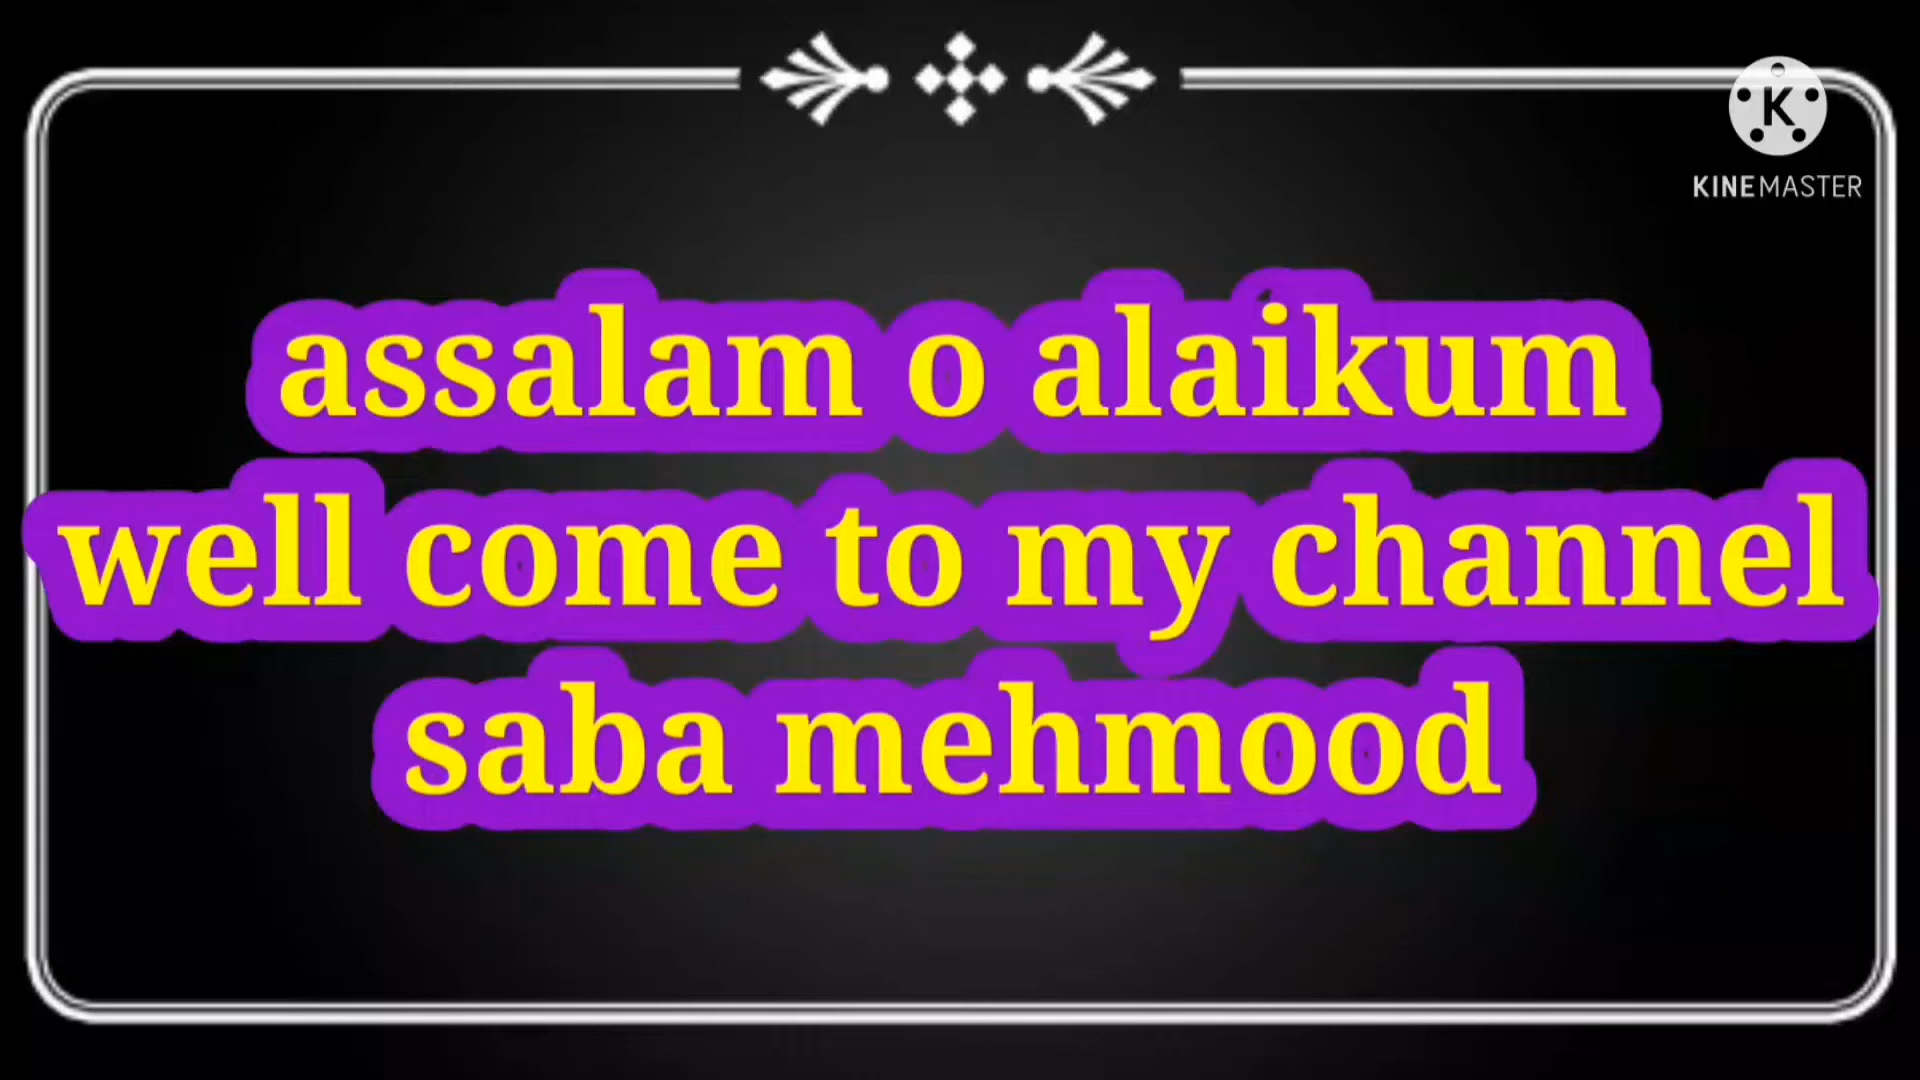 K
KINEMASTER
assalam o alaikum
well come to my channel
saba mehmood